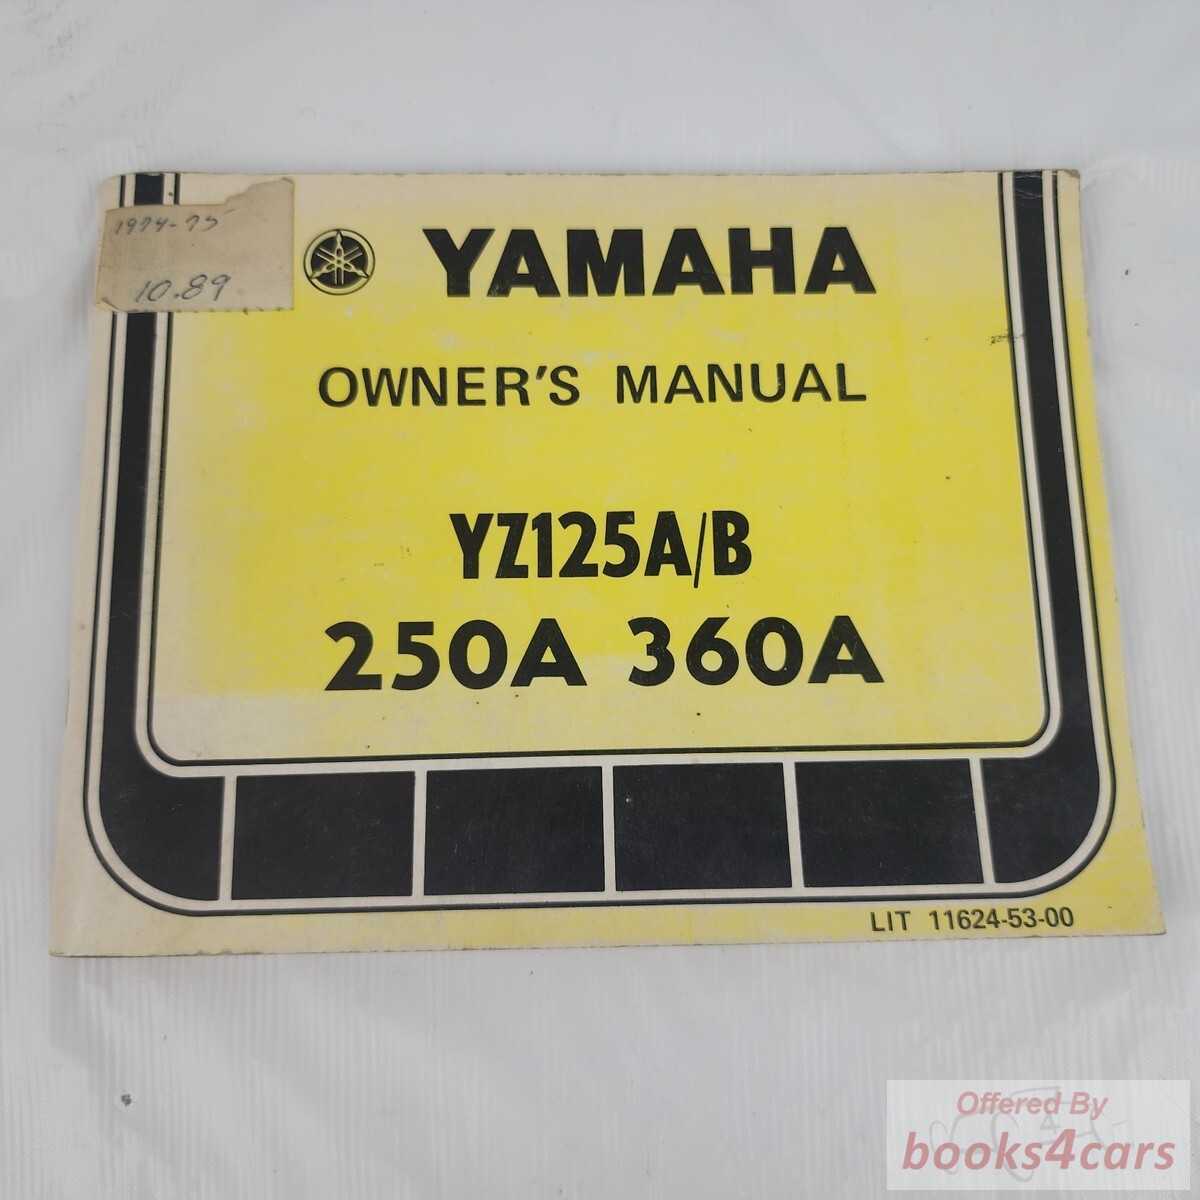 1974-75
10.89
YAMAHA
OWNER'S MANUAL
YZ125A/B
250A 360A
LIT 11624-53-00
Offered By
books4cars